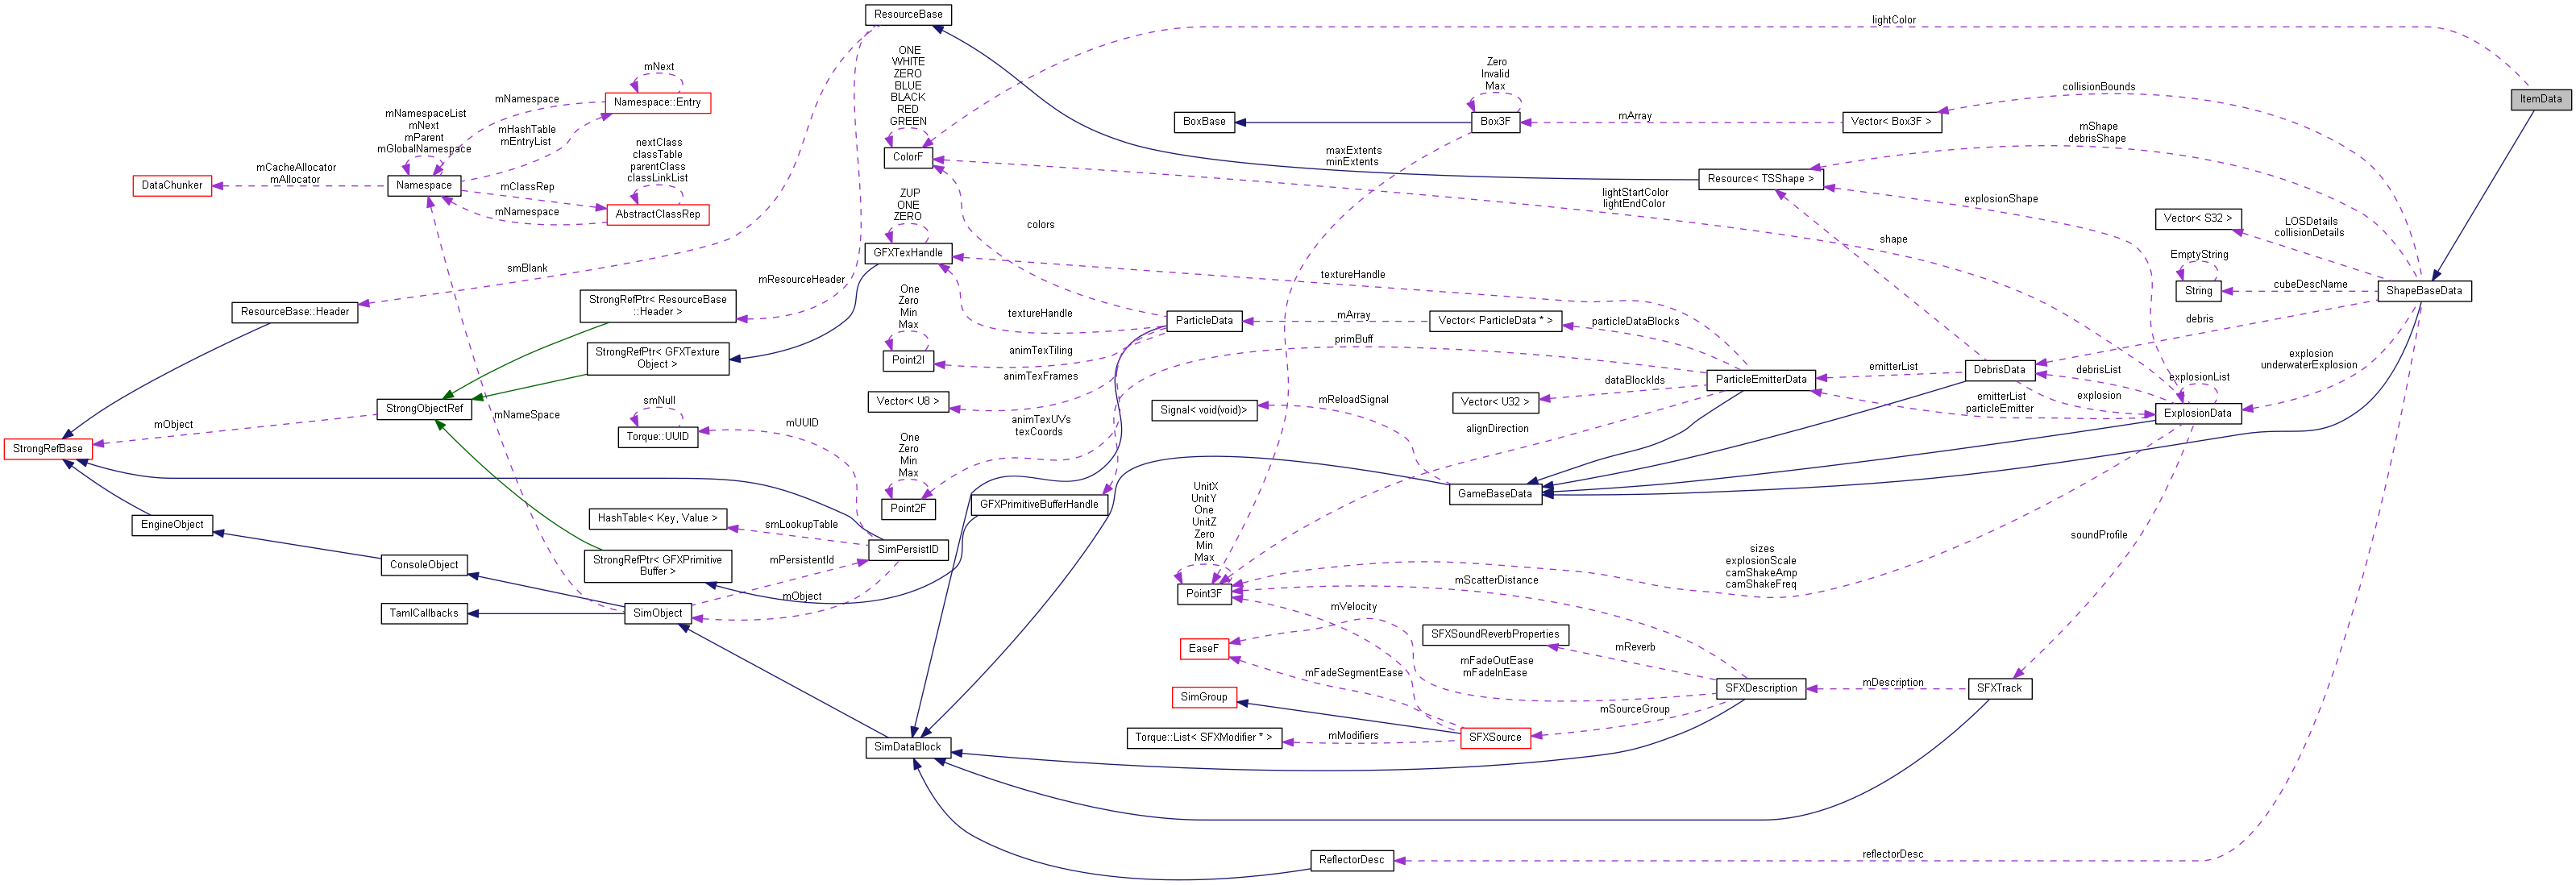 ResourceBase
lightColor
ONE
WHITE
ZERO
BLUE
BLACK
RED
GREEN
ColorF
mNext
Namespace::Entry
mNamespace
mHashTable
mEntryList
mNamespaceList
mNext
mParent
mGlobalNamespace
Namespace
mCacheAllocator
mAllocator
DataChunker
mClassRep
mNamespace
nextClass
classTable
parentClass
classLinkList
AbstractClassRep
Zero
Invalid
Max
Box3F
BoxBase
mArray
Vector< Box3F >
collisionBounds
ItemData
mShape
debrisShape
maxExtents
minExtents
Resource< TSShape >
lightStartColor
lightEndColor
explosionShape
Vector< S32 >
LOSDetails
collisionDetails
EmptyString
String
cubeDescName
ShapeBaseData
shape
debris
explosion
underwaterExplosion
colors
ZUP
ONE
ZERO
GFXTexHandle
smBlank
mResourceHeader
textureHandle
ResourceBase::Header
StrongRefPtr< ResourceBase
::Header >
StrongRefPtr< GFXTexture
Object >
One
Zero
Min
Max
Point2I
textureHandle
animTexTiling
animTexFrames
ParticleData
mArray
Vector< ParticleData * >
particleDataBlocks
primBuff
Vector< U8 >
animTexUVs
texCoords
ParticleEmitterData
dataBlockIds
Vector< U32 >
emitterList
DebrisData
debrisList
explosion
explosionList
ExplosionData
emitterList
particleEmitter
alignDirection
mReloadSignal
Signal< void(void)>
StrongObjectRef
mObject
StrongRefBase
mNameSpace
smNull
Torque::UUID
mUUID
One
Zero
Min
Max
Point2F
GFXPrimitiveBufferHandle
GameBaseData
EngineObject
HashTable< Key, Value >
smLookupTable
SimPersistID
mPersistentId
mObject
ConsoleObject
StrongRefPtr< GFXPrimitive
Buffer >
TamlCallbacks
SimObject
UnitX
UnitY
One
UnitZ
Zero
Min
Max
Point3F
sizes
explosionScale
camShakeAmp
camShakeFreq
soundProfile
mScatterDistance
mVelocity
EaseF
SFXSoundReverbProperties
mReverb
mFadeOutEase
mFadeInEase
mFadeSegmentEase
SimGroup
SFXDescription
mDescription
SFXTrack
mSourceGroup
SFXSource
mModifiers
Torque::List< SFXModifier * >
SimDataBlock
ReflectorDesc
reflectorDesc